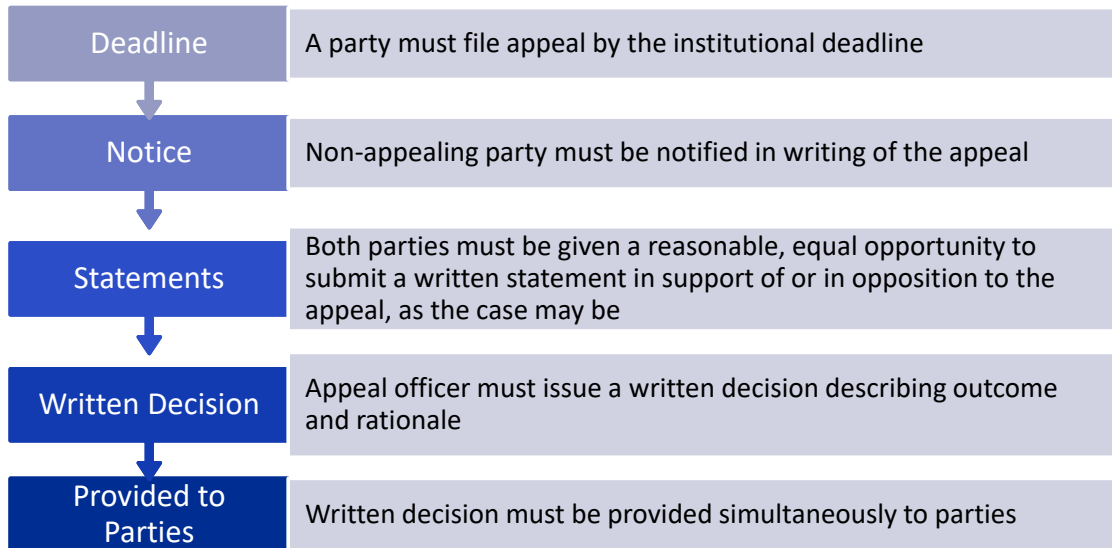 Deadline
A party must file appeal by the institutional deadline
Notice
Non-appealing party must be notified in writing of the appeal
Statements
Both parties must be given a reasonable, equal opportunity to
submit a written statement in support of or in opposition to the
appeal, as the case may be
Written Decision
Appeal officer must issue a written decision describing outcome
and rationale
Provided to
Parties
Written decision must be provided simultaneously to parties